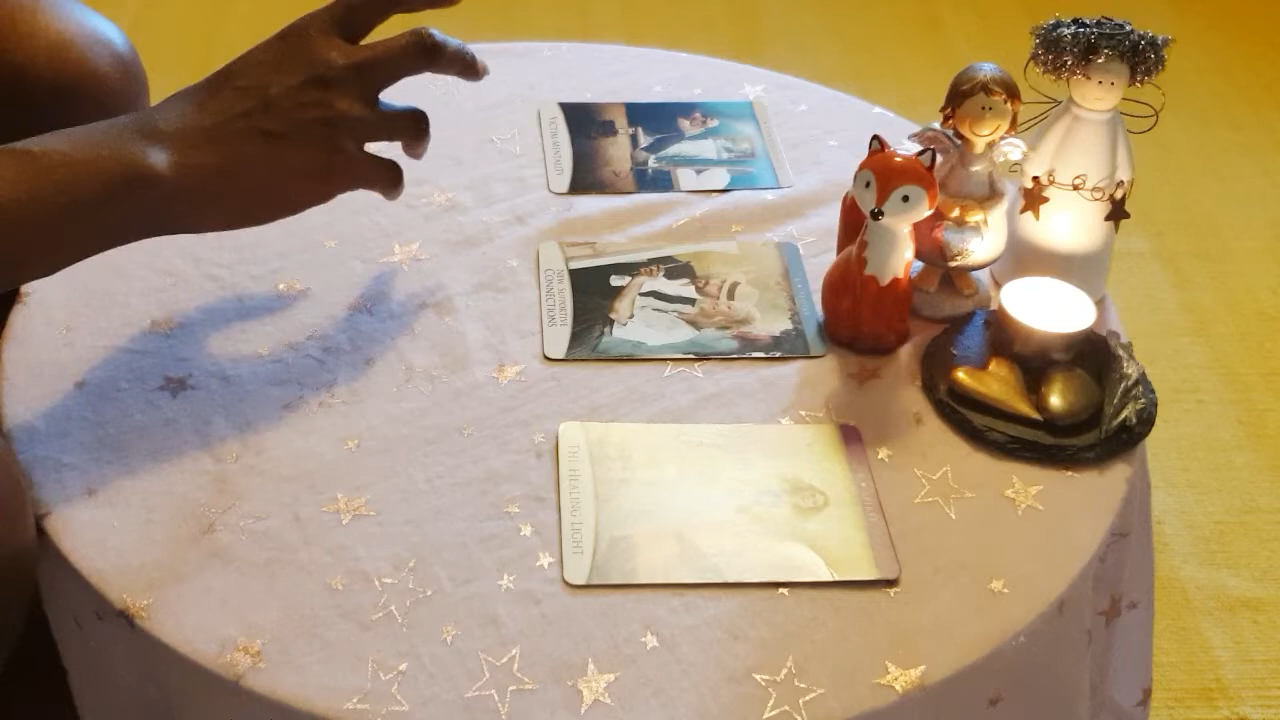 VICTIM MENTALITY
NEW SUPPORTIVE
CONNECTIONS
THE HEALING LIGHT